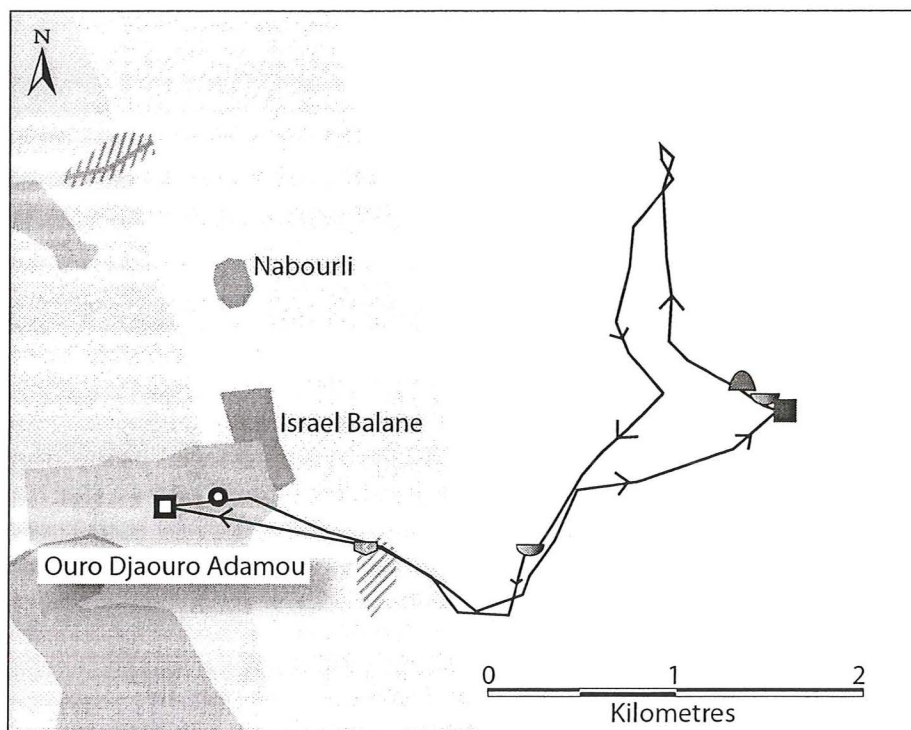 N
Nabourli
Israel Balane
Ouro Djaouro Adamou
0 1 2
Kilometres